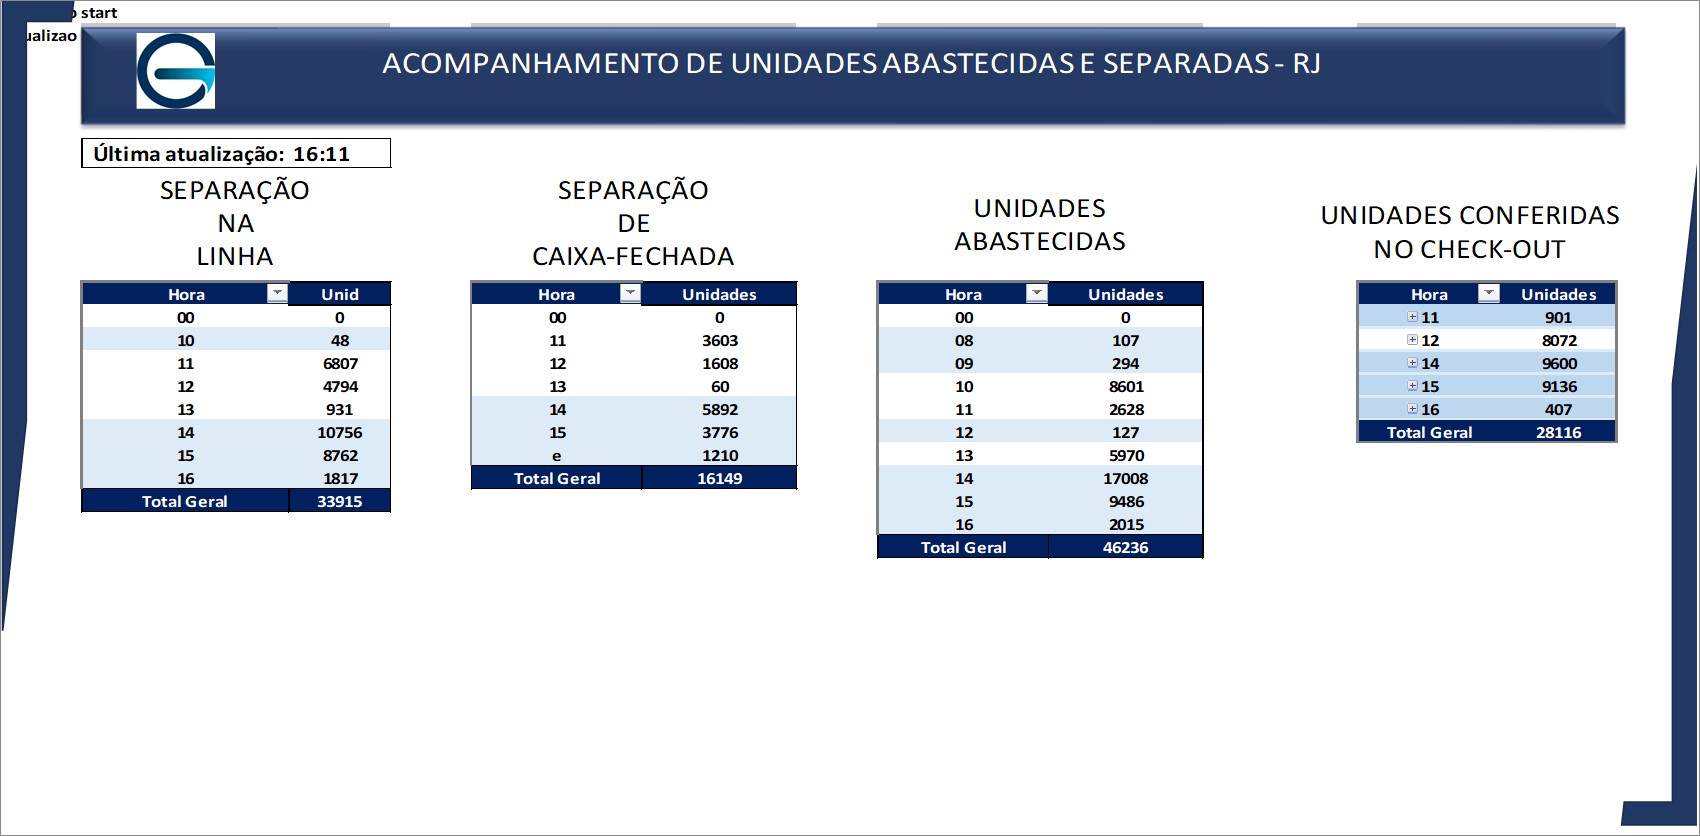 start
ACOMPANHAMENTO DE UNIDADES ABASTECIDAS E SEPARADAS - RJ
Última atualização: 16:11
SEPARAÇÃO
NA
LINHA
Hora Unid
00 0
10 48
11 6807
12 4794
13 931
14 10756
15 8762
16 1817
Total Geral 33915
SEPARAÇÃO
DE
CAIXA-FECHADA
Hora Unidades
00 0
11 3603
12 1608
13 60
14 5892
15 3776
e 1210
Total Geral 16149
UNIDADES
ABASTECIDAS
Hora Unidades
00 0
08 107
09 294
10 8601
11 2628
12 127
13 5970
14 17008
15 9486
16 2015
Total Geral 46236
UNIDADES CONFERIDAS
NO CHECK-OUT
Hora Unidades
11 901
12 8072
14 9600
15 9136
16 407
Total Geral 28116